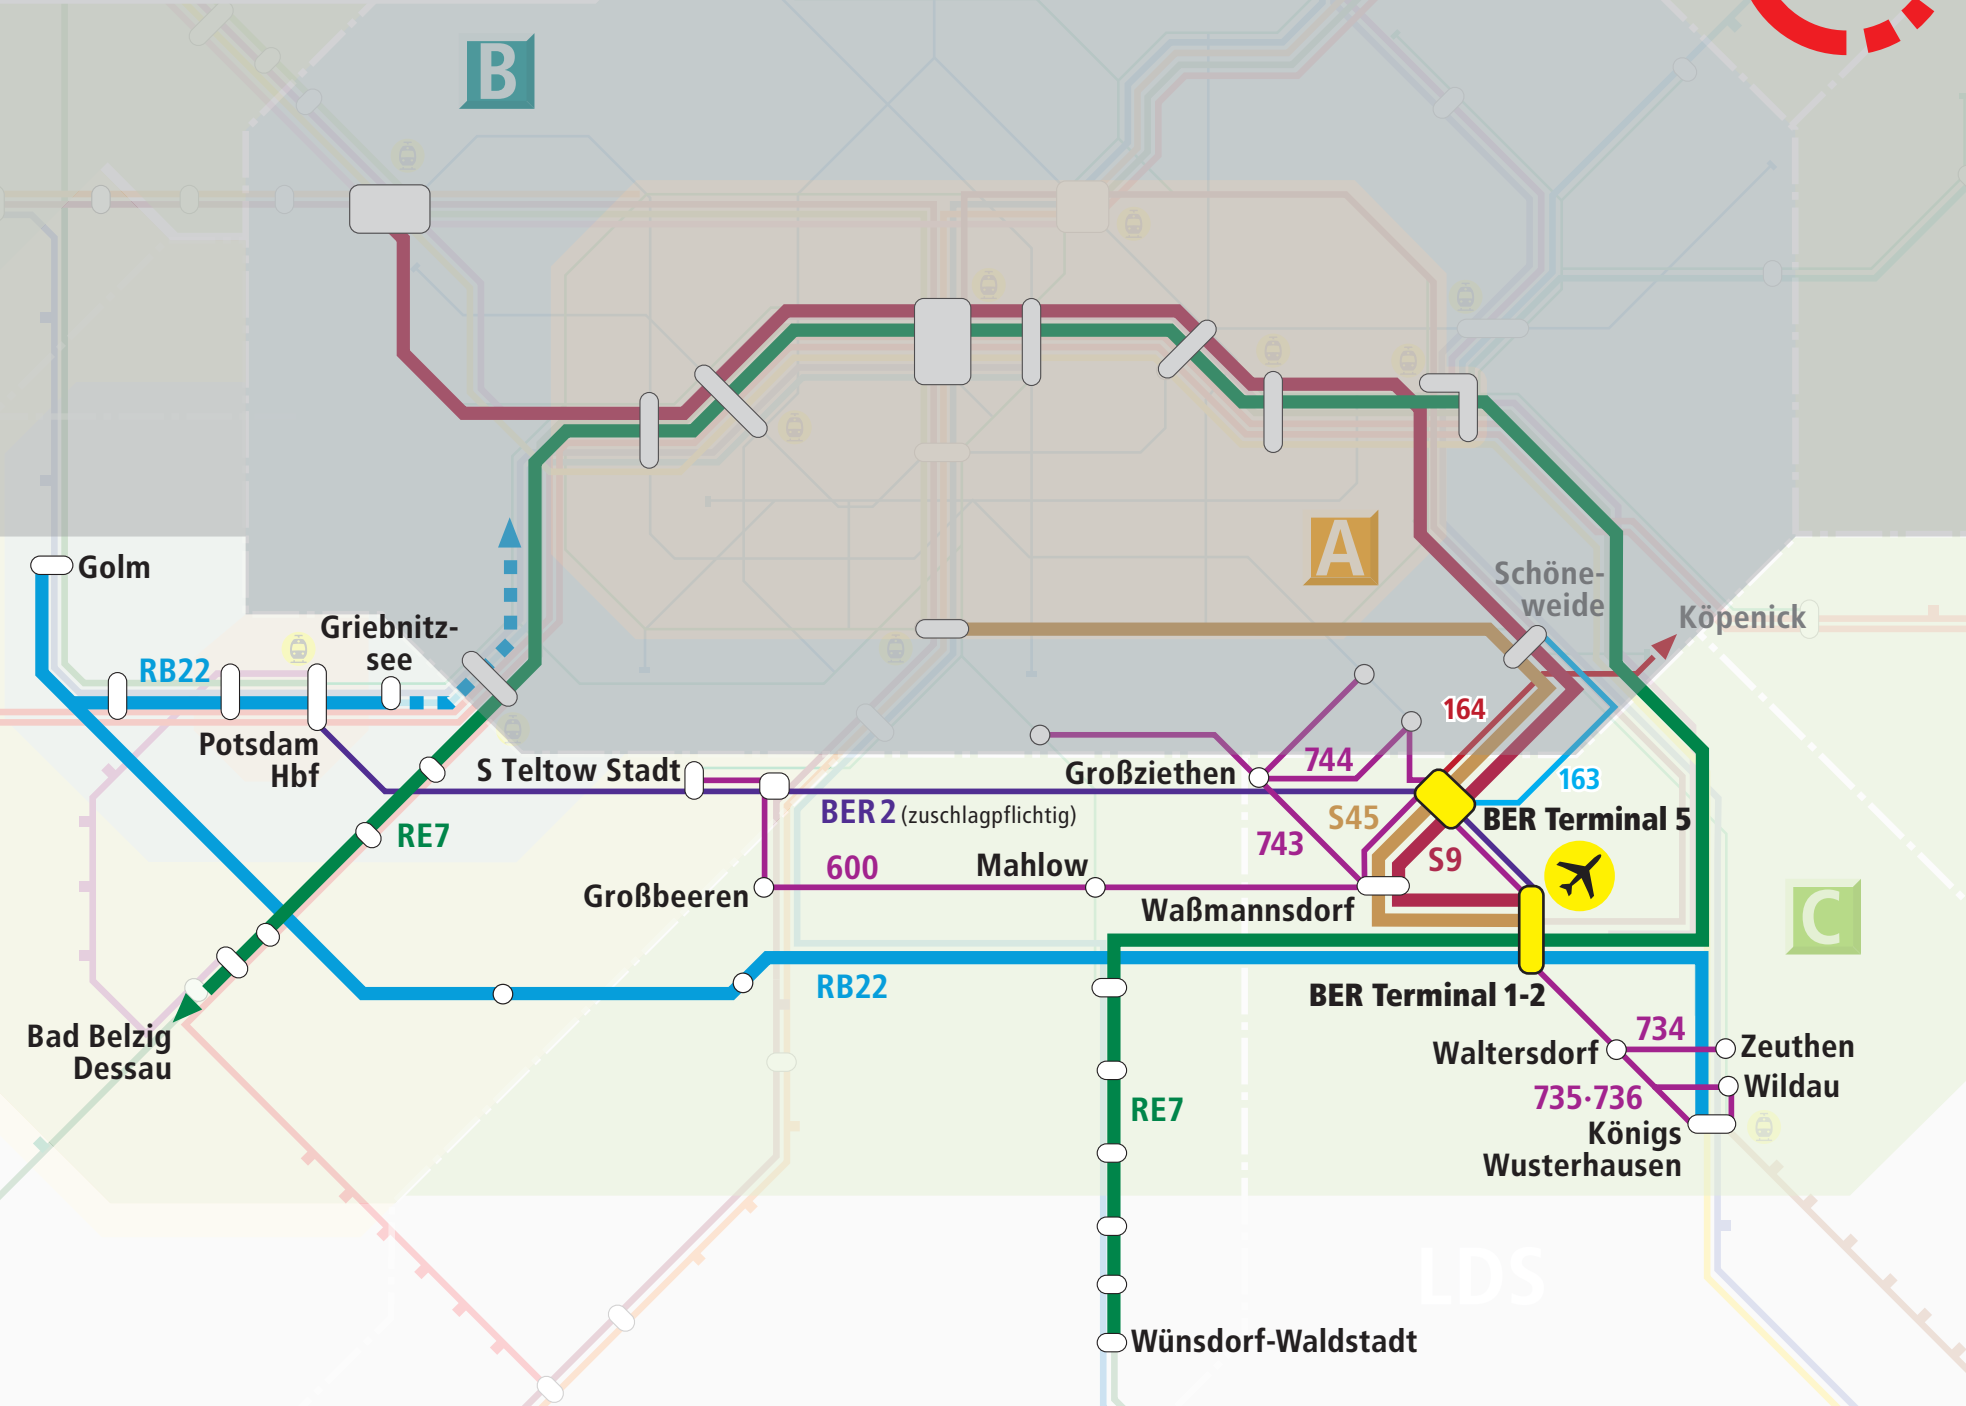 B
A
Schöne-
weide
Köpenick
Golm
Griebnitz-
see
RB22
Potsdam
Hbf
164
S Teltow Stadt
Großziethen
744
163
BER 2 (zuschlagpflichtig)
S45
BER Terminal 5
RE7
743
S9
600
Mahlow
Großbeeren
Waßmannsdorf
C
RB22
BER Terminal 1-2
Bad Belzig
Dessau
734
Waltersdorf
Zeuthen
Wildau
735·736
RE7
Königs
Wusterhausen
LDS
Wünsdorf-Waldstadt